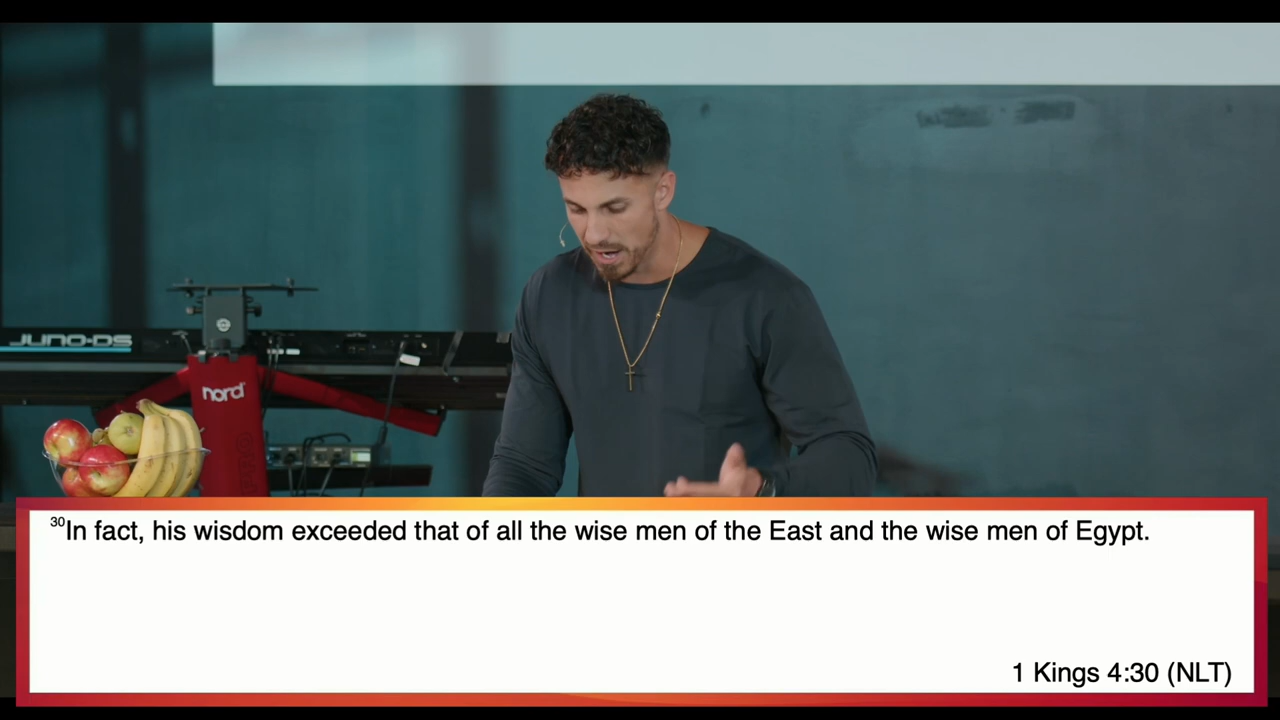 JUNO-DS
nord
30In fact, his wisdom exceeded that of all the wise men of the East and the wise men of Egypt.
1 Kings 4:30 (NLT)